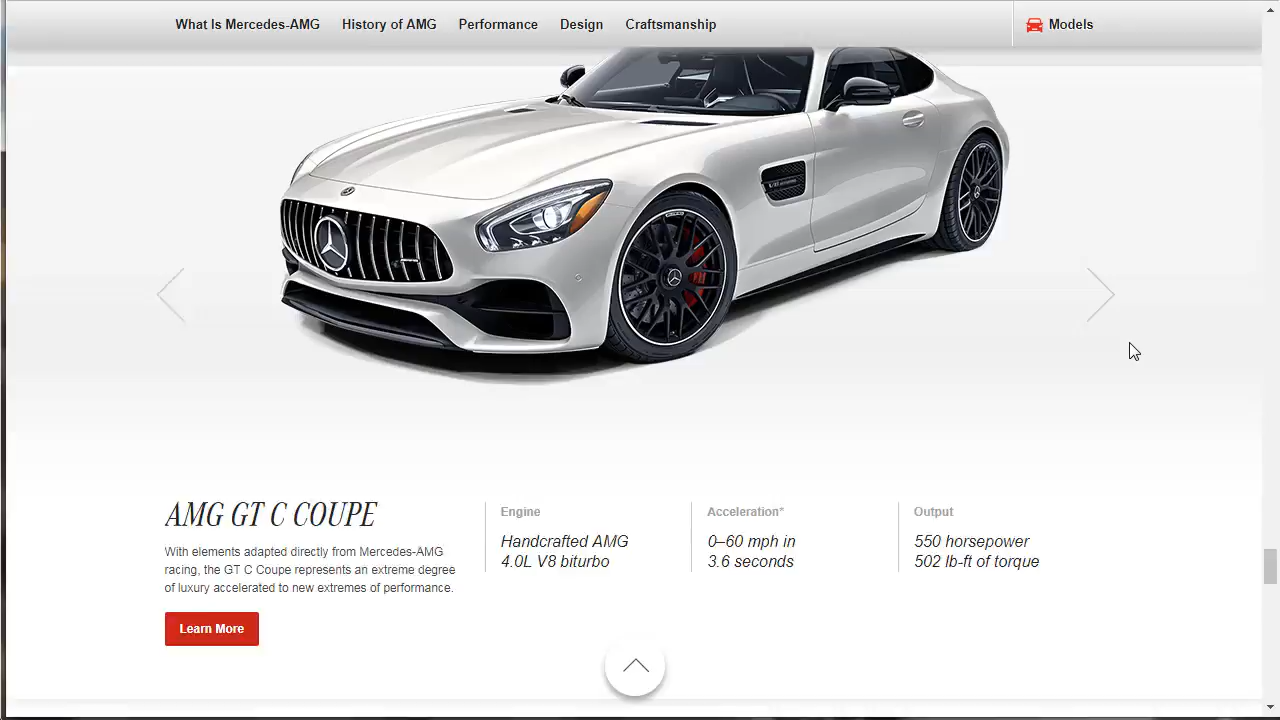 What Is Mercedes-AMG
History of AMG
Performance
Design
Craftsmanship
Models
AMG GT C COUPE
With elements adapted directly from Mercedes-AMG
racing, the GT C Coupe represents an extreme degree
of luxury accelerated to new extremes of performance.
Learn More
Engine
Handcrafted AMG
4.0L V8 biturbo
Acceleration*
0–60 mph in
3.6 seconds
Output
550 horsepower
502 lb-ft of torque